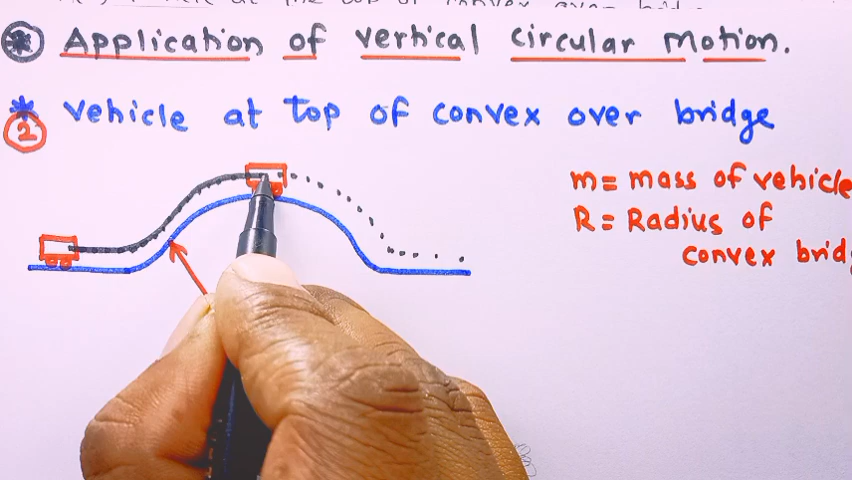 Application of vertical circular motion.
* vehicle at top of convex over bridge
2
m= mass of vehicle
R= Radius of
convex brid